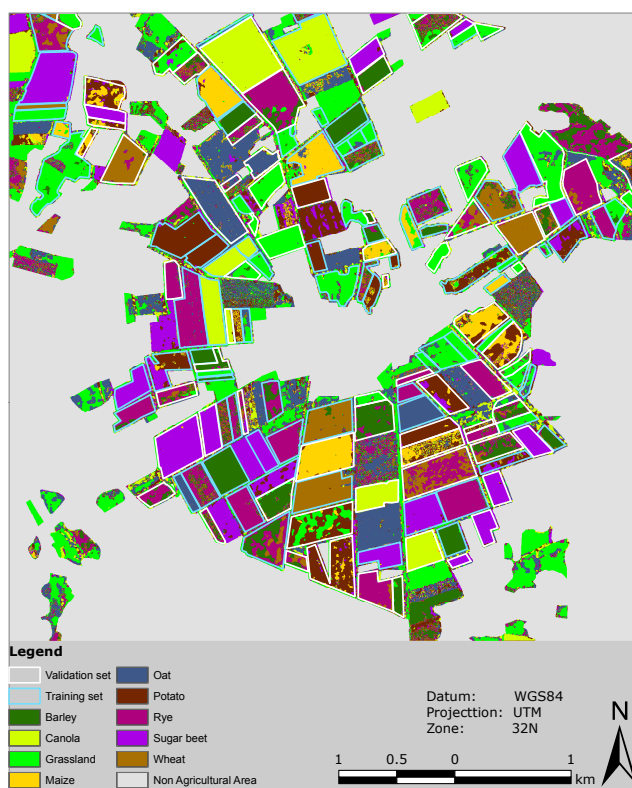 Legend
Validation set
Training set
Barley
Canola
Grassland
Maize
Oat
Potato
Rye
Sugar beet
Wheat
Non Agricultural Area
Datum: WGS84
Projecttion: UTM
Zone: 32N
1 0.5 0 1
km
N